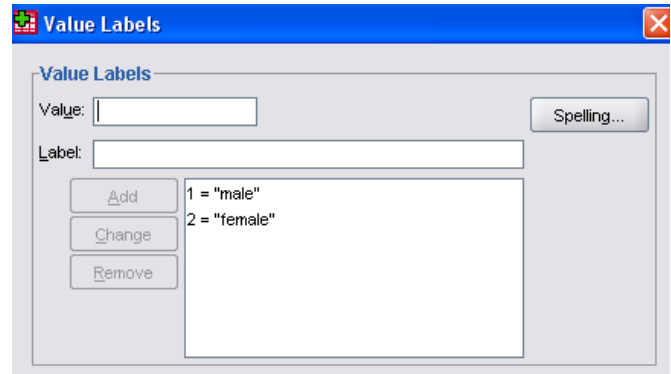 Value Labels
Value Labels
Value:
Spelling...
Label:
Add
1 = "male"
Change
2 = "female"
Remove